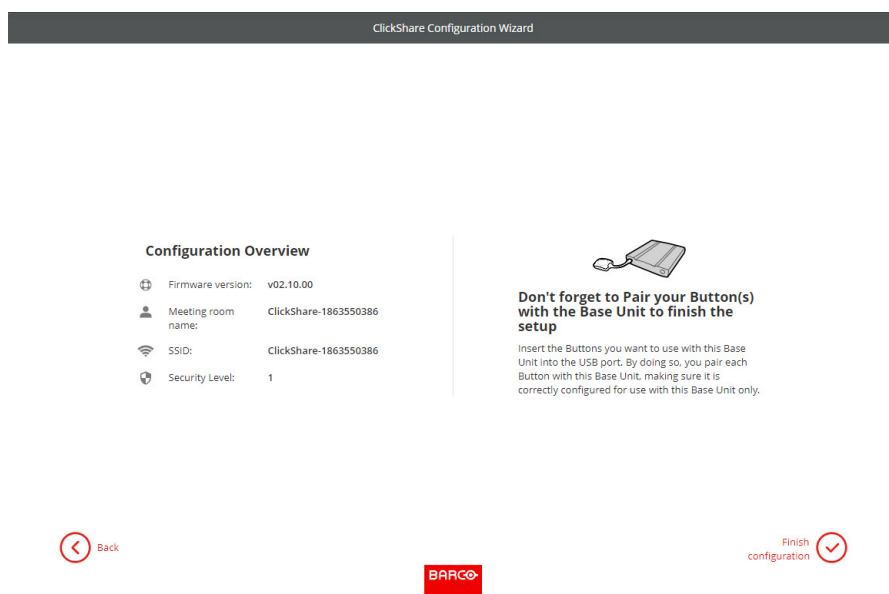 ClickShare Configuration Wizard
Configuration Overview
Firmware version: v02.10.00
Meeting room
name: ClickShare-1863550386
SSID: ClickShare-1863550386
Security Level: 1
Don't forget to Pair your Button(s)
with the Base Unit to finish the
setup
Insert the Buttons you want to use with this Base
Unit into the USB port. By doing so, you pair each
Button with this Base Unit, making sure it is
correctly configured for use with this Base Unit only.
Back
Finish
configuration
BARCO